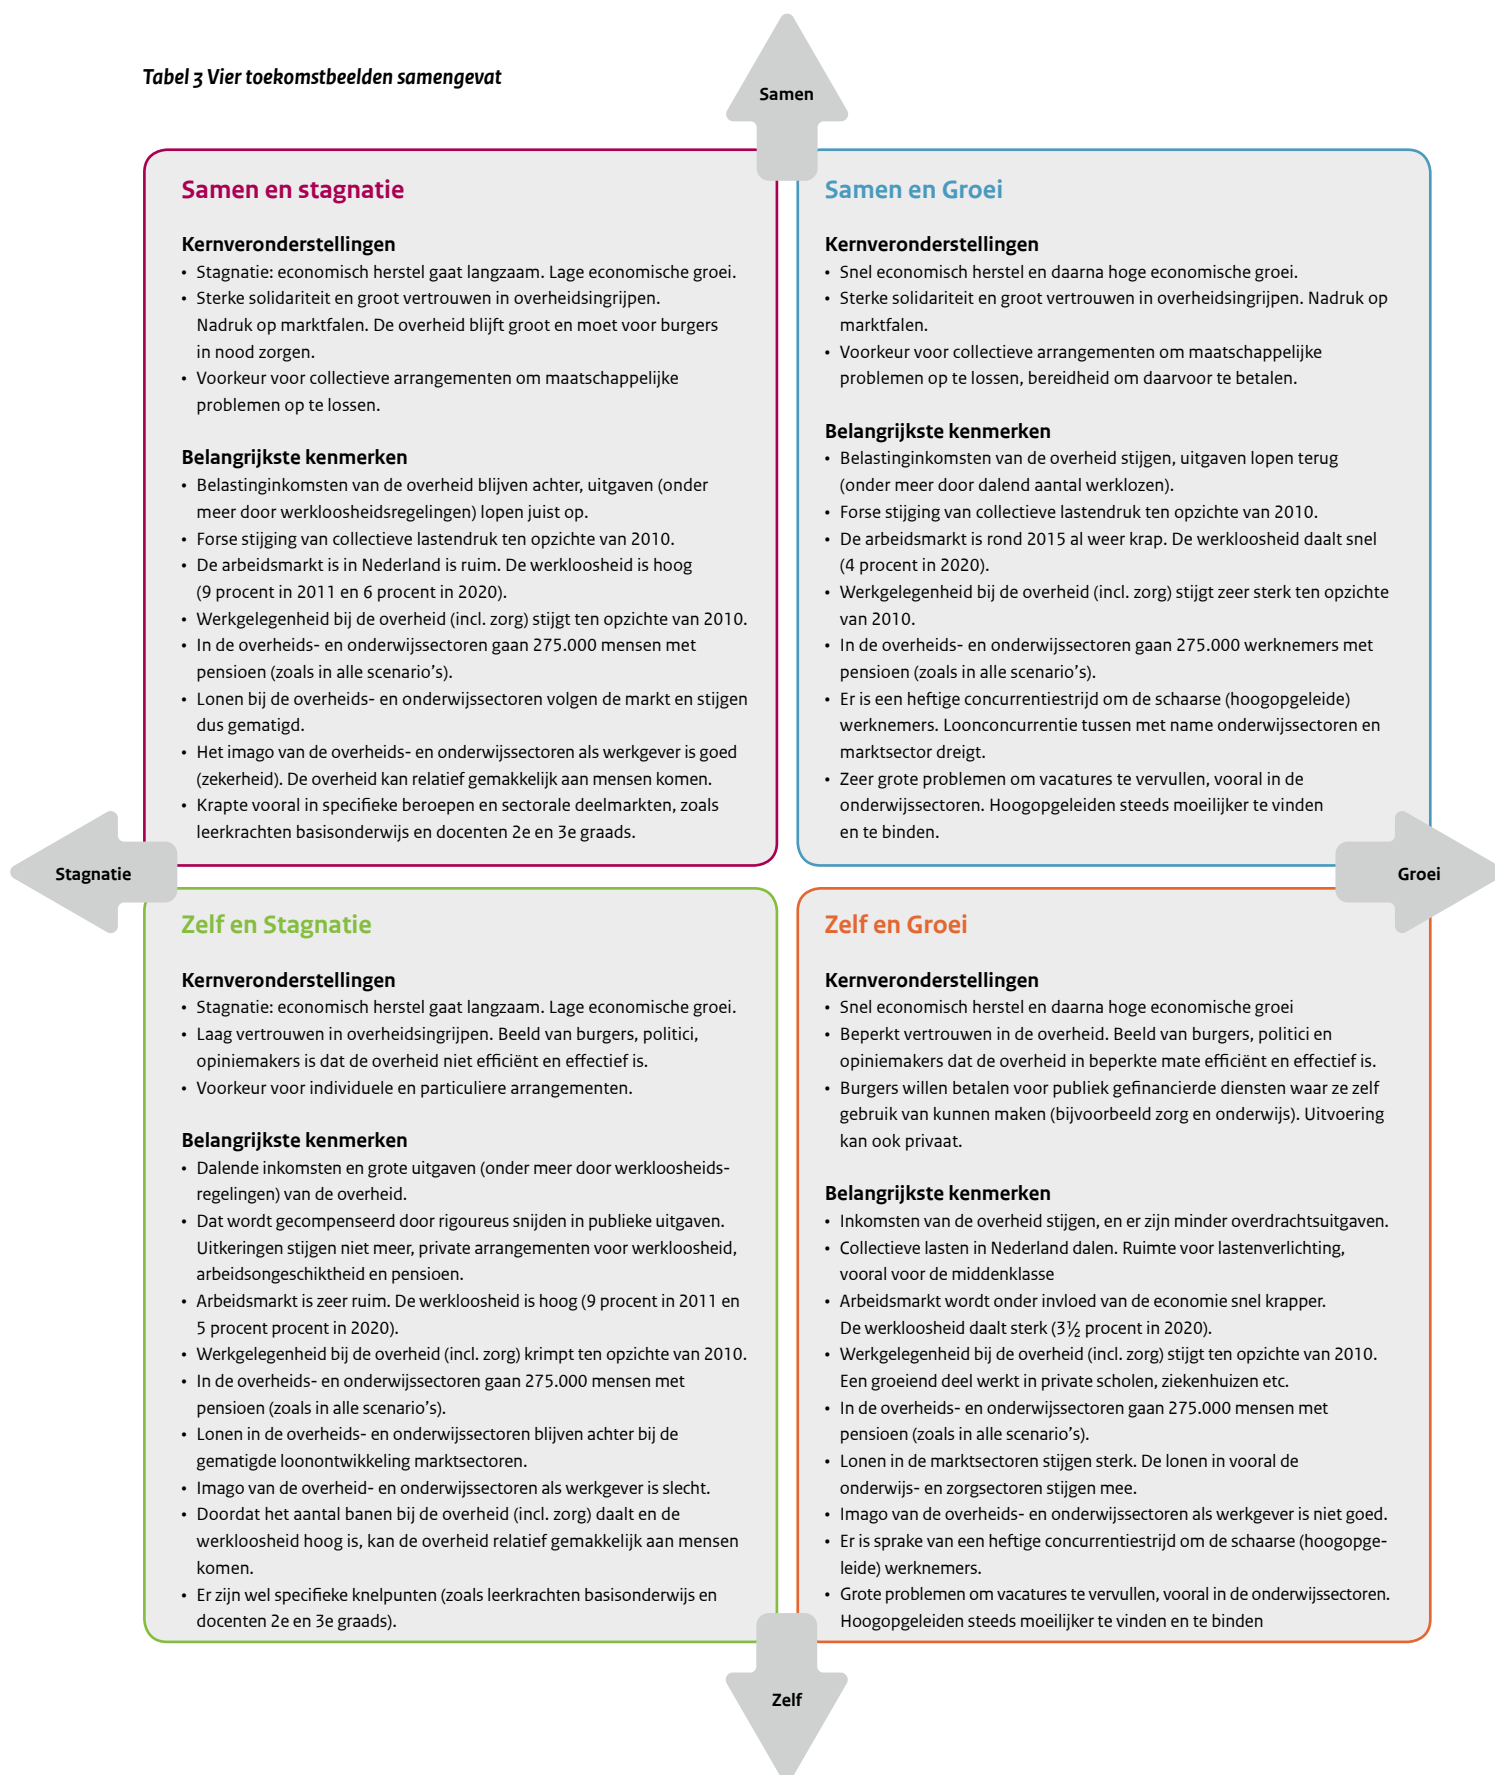 Tabel 3 Vier toekomstbeelden samengevat
Samen
Samen en stagnatie
Kernveronderstellingen
• Stagnatie: economisch herstel gaat langzaam. Lage economische groei.
• Sterke solidariteit en groot vertrouwen in overheidsingrijpen.
Nadruk op marktfalen. De overheid blijft groot en moet voor burgers
in nood zorgen.
• Voorkeur voor collectieve arrangementen om maatschappelijke
problemen op te lossen.
Belangrijkste kenmerken
• Belastinginkomsten van de overheid blijven achter, uitgaven (onder
meer door werkloosheidsregelingen) lopen juist op.
• Forse stijging van collectieve lastendruk ten opzichte van 2010.
• De arbeidsmarkt is in Nederland is ruim. De werkloosheid is hoog
(9 procent in 2011 en 6 procent in 2020).
• Werkgelegenheid bij de overheid (incl. zorg) stijgt ten opzichte van 2010.
• In de overheids- en onderwijssectoren gaan 275.000 mensen met
pensioen (zoals in alle scenario's).
• Lonen bij de overheids- en onderwijssectoren volgen de markt en stijgen
dus gematigd.
• Het imago van de overheids- en onderwijssectoren als werkgever is goed
(zekerheid). De overheid kan relatief gemakkelijk aan mensen komen.
• Krapte vooral in specifieke beroepen en sectorale deelmarkten, zoals
leerkrachten basisonderwijs en docenten 2e en 3e graads.
Samen en Groei
Kernveronderstellingen
• Snel economisch herstel en daarna hoge economische groei.
• Sterke solidariteit en groot vertrouwen in overheidsingrijpen. Nadruk op
marktfalen.
• Voorkeur voor collectieve arrangementen om maatschappelijke
problemen op te lossen, bereidheid om daarvoor te betalen.
Belangrijkste kenmerken
• Belastinginkomsten van de overheid stijgen, uitgaven lopen terug
(onder meer door dalend aantal werklozen).
• Forse stijging van collectieve lastendruk ten opzichte van 2010.
• De arbeidsmarkt is rond 2015 al weer krap. De werkloosheid daalt snel
(4 procent in 2020).
• Werkgelegenheid bij de overheid (incl. zorg) stijgt zeer sterk ten opzichte
van 2010.
• In de overheids- en onderwijssectoren gaan 275.000 werknemers met
pensioen (zoals in alle scenario's).
• Er is een heftige concurrentiestrijd om de schaarse (hoogopgeleide)
werknemers. Loonconcurrentie tussen met name onderwijssectoren en
marktsector dreigt.
• Zeer grote problemen om vacatures te vervullen, vooral in de
onderwijssectoren. Hoogopgeleiden steeds moeilijker te vinden
en te binden.
Stagnatie
Groei
Zelf en Stagnatie
Kernveronderstellingen
• Stagnatie: economisch herstel gaat langzaam. Lage economische groei.
• Laag vertrouwen in overheidsingrijpen. Beeld van burgers, politici,
opiniemakers is dat de overheid niet efficiënt en effectief is.
• Voorkeur voor individuele en particuliere arrangementen.
Belangrijkste kenmerken
• Dalende inkomsten en grote uitgaven (onder meer door werkloosheids-
regelingen) van de overheid.
• Dat wordt gecompenseerd door rigoureus snijden in publieke uitgaven.
Uitkeringen stijgen niet meer, private arrangementen voor werkloosheid,
arbeidsongeschiktheid en pensioen.
• Arbeidsmarkt is zeer ruim. De werkloosheid is hoog (9 procent in 2011 en
5 procent procent in 2020).
• Werkgelegenheid bij de overheid (incl. zorg) krimpt ten opzichte van 2010.
• In de overheids- en onderwijssectoren gaan 275.000 mensen met
pensioen (zoals in alle scenario's).
• Lonen in de overheids- en onderwijssectoren blijven achter bij de
gematigde loonontwikkeling marktsectoren.
• Imago van de overheid- en onderwijssectoren als werkgever is slecht.
• Doordat het aantal banen bij de overheid (incl. zorg) daalt en de
werkloosheid hoog is, kan de overheid relatief gemakkelijk aan mensen
komen.
• Er zijn wel specifieke knelpunten (zoals leerkrachten basisonderwijs en
docenten 2e en 3e graads).
Zelf en Groei
Kernveronderstellingen
• Snel economisch herstel en daarna hoge economische groei
• Beperkt vertrouwen in de overheid. Beeld van burgers, politici en
opiniemakers dat de overheid in beperkte mate efficiënt en effectief is.
• Burgers willen betalen voor publiek gefinancierde diensten waar ze zelf
gebruik van kunnen maken (bijvoorbeeld zorg en onderwijs). Uitvoering
kan ook privaat.
Belangrijkste kenmerken
• Inkomsten van de overheid stijgen, en er zijn minder overdrachtsuitgaven.
• Collectieve lasten in Nederland dalen. Ruimte voor lastenverlichting,
vooral voor de middenklasse
• Arbeidsmarkt wordt onder invloed van de economie snel krapper.
De werkloosheid daalt sterk (3½ procent in 2020).
• Werkgelegenheid bij de overheid (incl. zorg) stijgt ten opzichte van 2010.
Een groeiend deel werkt in private scholen, ziekenhuizen etc.
• In de overheids- en onderwijssectoren gaan 275.000 mensen met
pensioen (zoals in alle scenario's).
• Lonen in de marktsectoren stijgen sterk. De lonen in vooral de
onderwijs- en zorgsectoren stijgen mee.
• Imago van de overheids- en onderwijssectoren als werkgever is niet goed.
• Er is sprake van een heftige concurrentiestrijd om de schaarse (hoogopge-
leide) werknemers.
• Grote problemen om vacatures te vervullen, vooral in de onderwijssectoren.
Hoogopgeleiden steeds moeilijker te vinden en te binden
Zelf